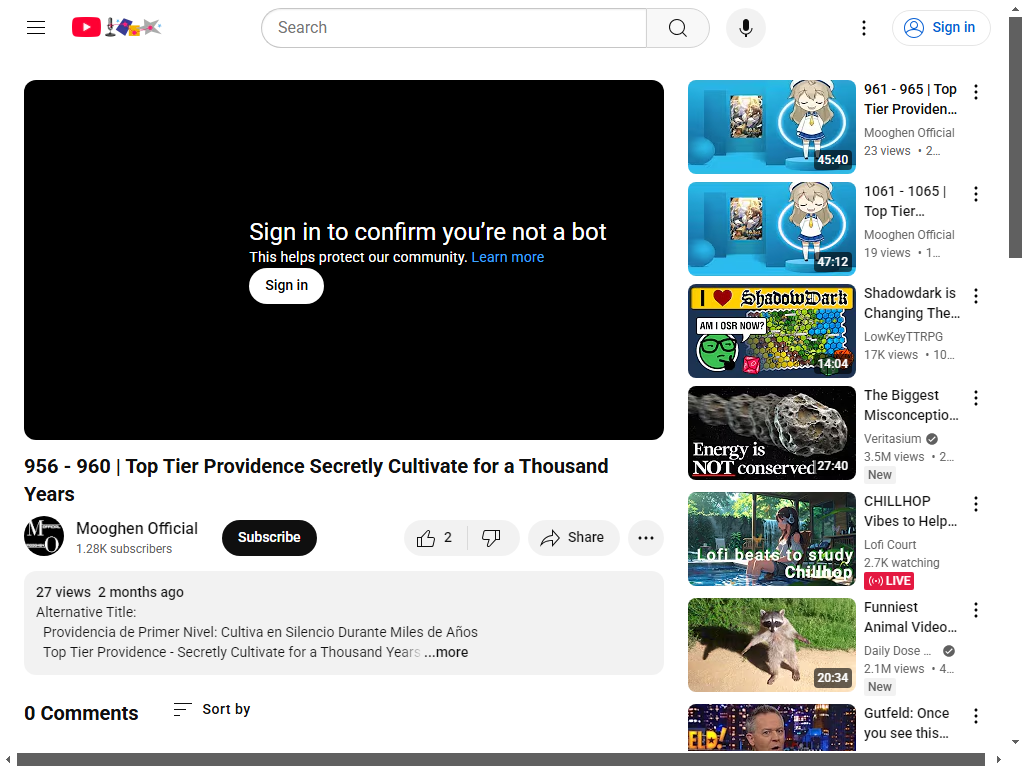 Search
Sign in
Sign in to confirm you’re not a bot
This helps protect our community. Learn more
Sign in
956 - 960 | Top Tier Providence Secretly Cultivate for a Thousand
Years
Mooghen Official
1.28K subscribers
Subscribe
2
Share
27 views 2 months ago
Alternative Title:
Providencia de Primer Nivel: Cultiva en Silencio Durante Miles de Años
Top Tier Providence - Secretly Cultivate for a Thousand Years ...more
0 Comments
Sort by
45:40
961 - 965 | Top
Tier Providen...
Mooghen Official
23 views • 2...
47:12
1061 - 1065 |
Top Tier...
Mooghen Official
19 views • 1...
I ShadowDark
AM I OSR NOW?
14:04
Shadowdark is
Changing The...
LowKeyTTRPG
17K views • 10...
Energy is
NOT conserved
27:40
The Biggest
Misconceptio...
Veritasium
3.5M views • 2...
New
Lofi beats to study
Chillhop
CHILLHOP
Vibes to Help...
Lofi Court
2.7K watching
LIVE
20:34
Funniest
Animal Video...
Daily Dose ...
2.1M views • 4...
New
Gutfeld: Once
you see this...